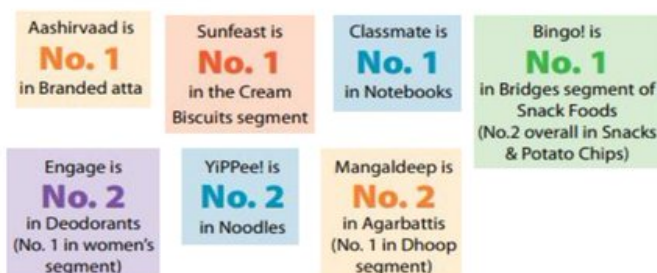 Aashirvaad is
No. 1
in Branded atta
Sunfeast is
No. 1
in the Cream
Biscuits segment
Classmate is
No. 1
in Notebooks
Bingo! is
No. 1
in Bridges segment of
Snack Foods
(No.2 overall in Snacks
& Potato Chips)
Engage is
No. 2
in Deodorants
(No. 1 in women's
segment)
YiPPee! is
No. 2
in Noodles
Mangaldeep is
No. 2
in Agarbattis
(No. 1 in Dhoop
segment)